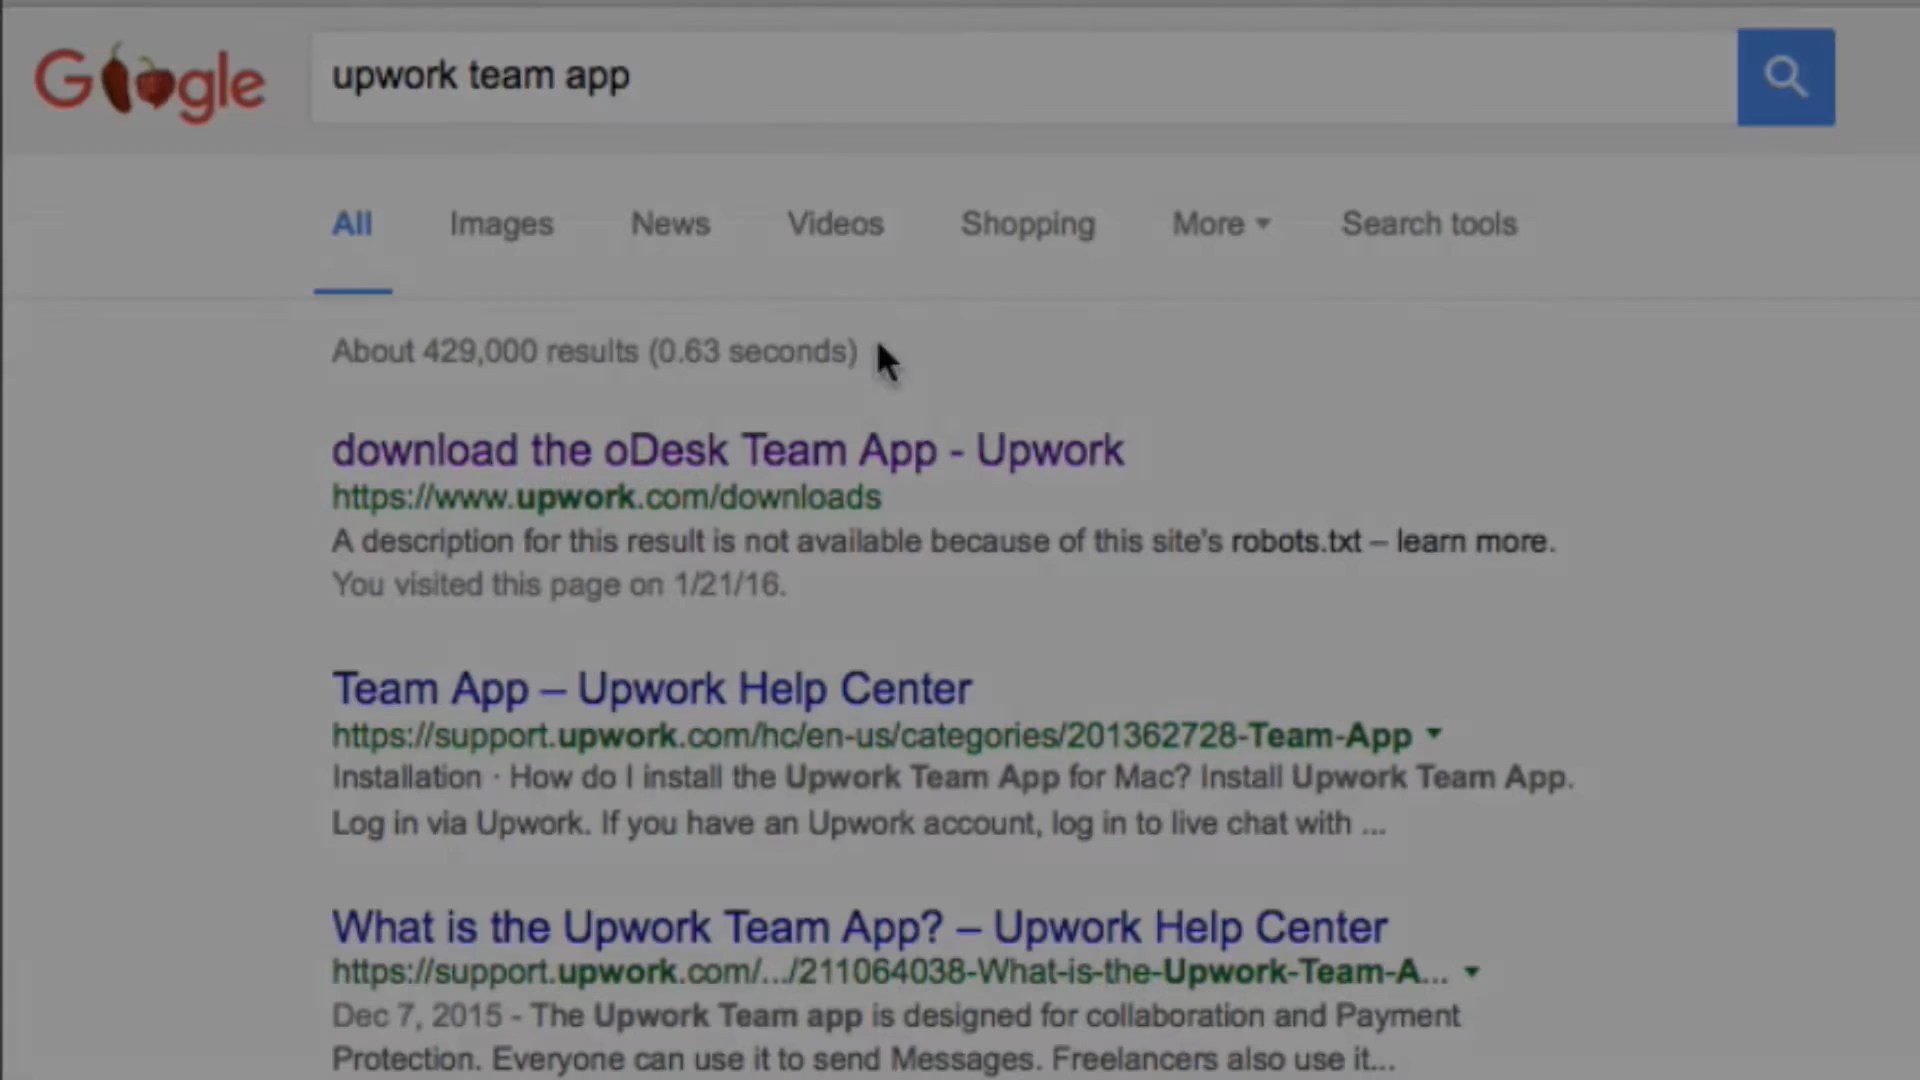 Google
upwork team app
All Images News Videos Shopping More Search tools
About 429,000 results (0.63 seconds)
download the oDesk Team App - Upwork
https://www.upwork.com/downloads
A description for this result is not available because of this site's robots.txt – learn more.
You visited this page on 1/21/16.
Team App – Upwork Help Center
https://support.upwork.com/hc/en-us/categories/201362728-Team-App
Installation · How do I install the Upwork Team App for Mac? Install Upwork Team App.
Log in via Upwork. If you have an Upwork account, log in to live chat with ...
What is the Upwork Team App? – Upwork Help Center
https://support.upwork.com/.../211064038-What-is-the-Upwork-Team-A...
Dec 7, 2015 - The Upwork Team app is designed for collaboration and Payment
Protection. Everyone can use it to send Messages. Freelancers also use it...